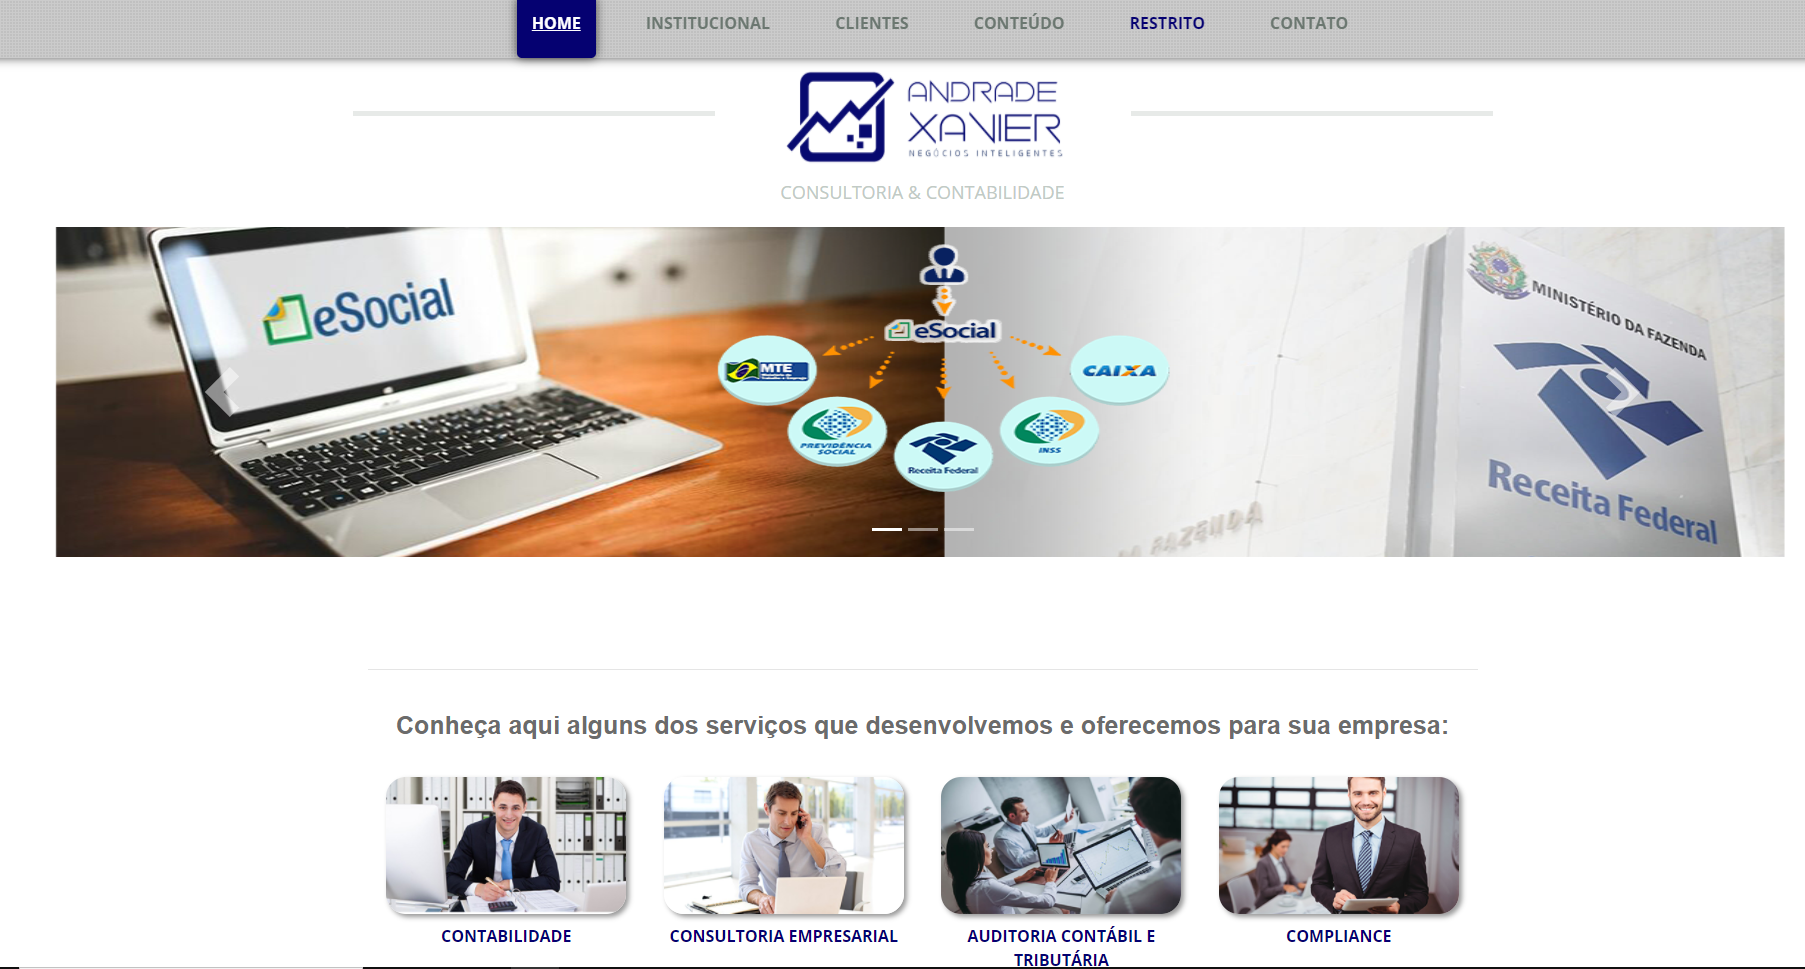 HOME INSTITUCIONAL CLIENTES CONTEÚDO RESTRITO CONTATO
ANDRADE
XAVIER
NEGÓCIOS INTELIGENTES
CONSULTORIA & CONTABILIDADE
eSocial
eSocial
MTE
CAIXA
PREVIDÊNCIA
SOCIAL
INSS
Receita Federal
MINISTÉRIO DA FAZENDA
Receita Federal
FAZENDA
Conheça aqui alguns dos serviços que desenvolvemos e oferecemos para sua empresa:
CONTABILIDADE
CONSULTORIA EMPRESARIAL
AUDITORIA CONTÁBIL E
TRIBUTÁRIA
COMPLIANCE